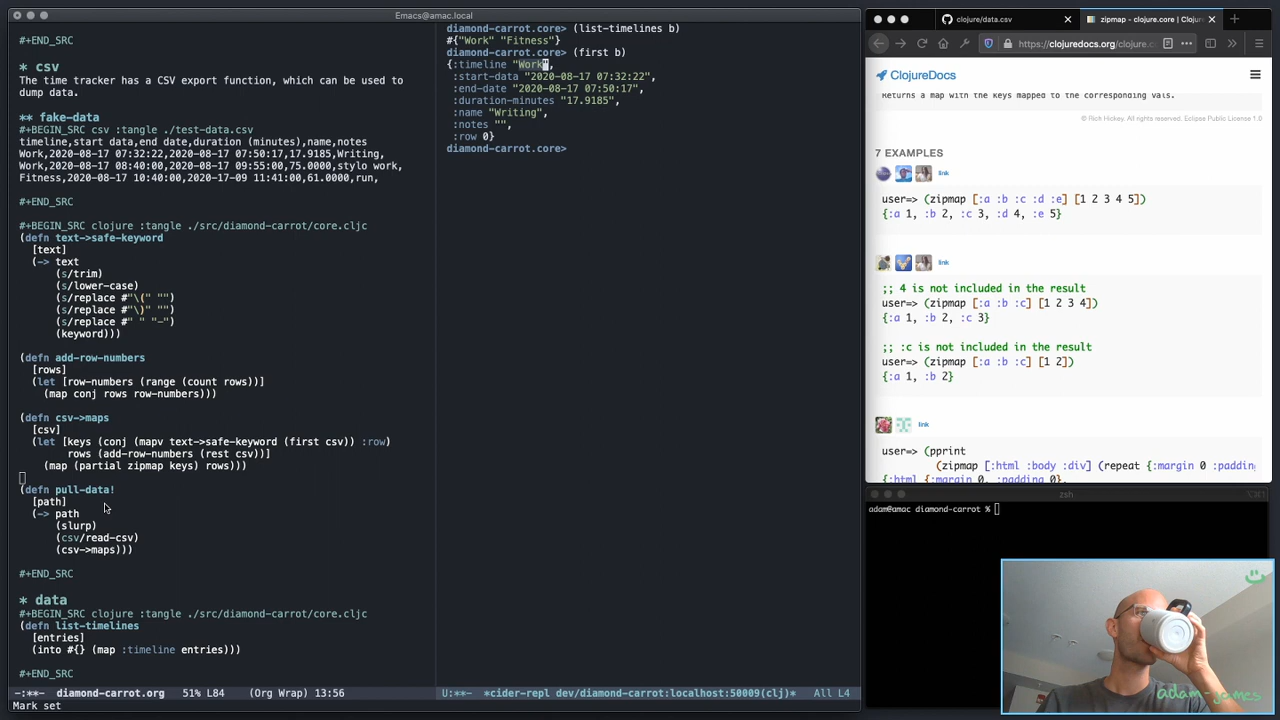 Emacs@amac.local
#+END_SRC
* csv
The time tracker has a CSV export function, which can be used to
dump data.
** fake-data
#+BEGIN_SRC csv :tangle ./test-data.csv
timeline,start data,end date,duration (minutes),name,notes
Work,2020-08-17 07:32:22,2020-08-17 07:50:17,17.9185,Writing,
Work,2020-08-17 08:40:00,2020-08-17 09:55:00,75.0000,stylo work,
Fitness,2020-08-17 10:40:00,2020-07-09 11:41:00,61.0000,run,
#+END_SRC
#+BEGIN_SRC clojure :tangle ./src/diamond-carrot/core.cljc
(defn text->safe-keyword
[text]
(-> text
(s/trim)
(s/lower-case)
(s/replace #"\(" "")
(s/replace #"\)" "")
(s/replace #" " "-")
(keyword)))
(defn add-row-numbers
[rows]
(let [row-numbers (range (count rows))]
(map conj rows row-numbers)))
(defn csv->maps
[csv]
(let [keys (conj (mapv text->safe-keyword (first csv)) :row)
rows (add-row-numbers (rest csv))]
(map (partial zipmap keys) rows)))
(defn pull-data!
[path]
(-> path
(slurp)
(csv/read-csv)
(csv->maps)))
#+END_SRC
* data
#+BEGIN_SRC clojure :tangle ./src/diamond-carrot/core.cljc
(defn list-timelines
[entries]
(into #{} (map :timeline entries)))
#+END_SRC
-:**- diamond-carrot.org 51% L84 (Org Wrap) 13:56
Mark set
diamond-carrot.core> (list-timelines b)
#{"Work" "Fitness"}
diamond-carrot.core> (first b)
{:timeline "Work",
:start-data "2020-08-17 07:32:22",
:end-date "2020-08-17 07:50:17",
:duration-minutes "17.9185",
:name "Writing",
:notes "",
:row 0}
diamond-carrot.core>
U:**- *cider-repl dev/diamond-carrot:localhost:50009(clj)* All L4
clojure/data.csv
zipmap - clojure.core | Clojur
https://clojuredocs.org/clojure.c
ClojureDocs
Returns a map with the keys mapped to the corresponding vals.
© Rich Hickey. All rights reserved. Eclipse Public License 1.0
7 EXAMPLES
link
user=> (zipmap [:a :b :c :d :e] [1 2 3 4 5])
{:a 1, :b 2, :c 3, :d 4, :e 5}
link
;; 4 is not included in the result
user=> (zipmap [:a :b :c] [1 2 3 4])
{:a 1, :b 2, :c 3}
;; :c is not included in the result
user=> (zipmap [:a :b :c] [1 2])
{:a 1, :b 2}
link
user=> (pprint
(zipmap [:html :body :div] (repeat {:margin 0 :padding
{:html {:margin 0, :padding 0},
zsh
adam@amac diamond-carrot %
adam-james